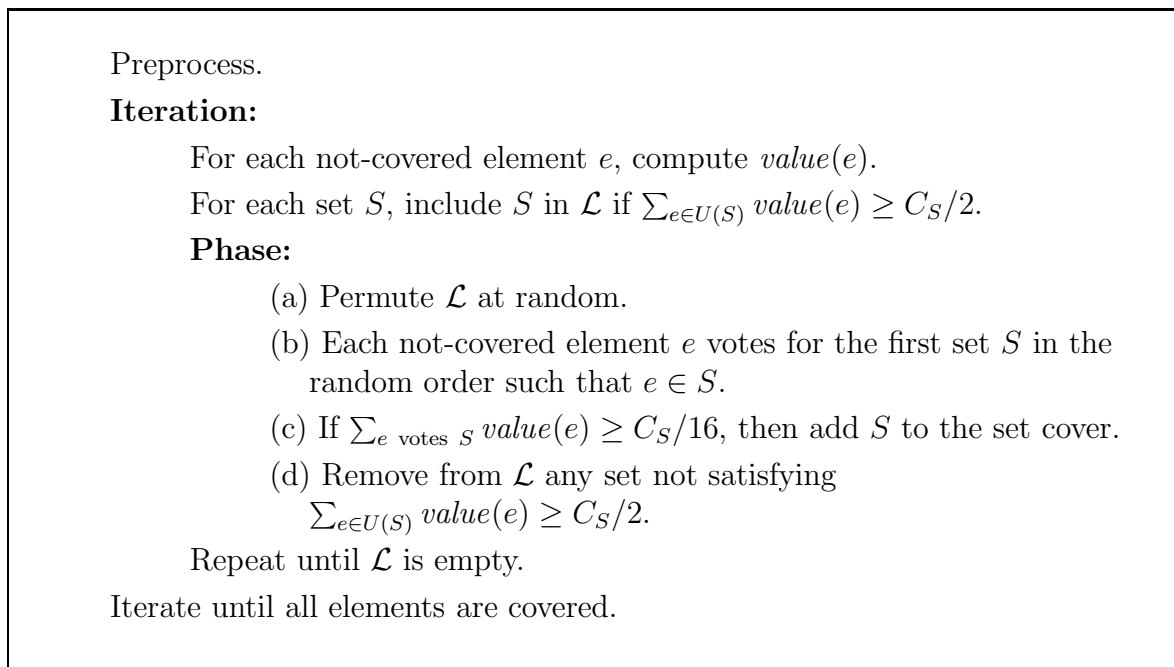 Preprocess.
Iteration:
For each not-covered element e, compute value(e).
For each set S, include S in 𝓛 if ∑_{e∈U(S)} value(e) ≥ C_S/2.
Phase:
(a) Permute 𝓛 at random.
(b) Each not-covered element e votes for the first set S in the
random order such that e ∈ S.
(c) If ∑_{e votes S} value(e) ≥ C_S/16, then add S to the set cover.
(d) Remove from 𝓛 any set not satisfying
∑_{e∈U(S)} value(e) ≥ C_S/2.
Repeat until 𝓛 is empty.
Iterate until all elements are covered.